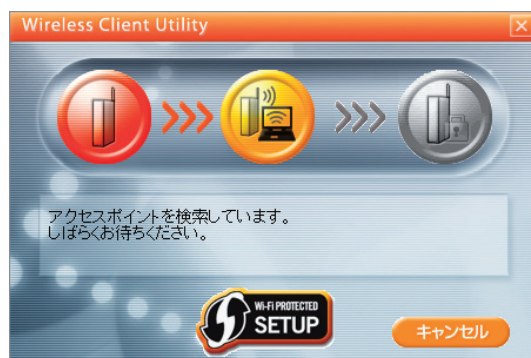 Wireless Client Utility
アクセスポイントを検索しています。
しばらくお待ちください。
Wi-Fi PROTECTED
SETUP
キャンセル